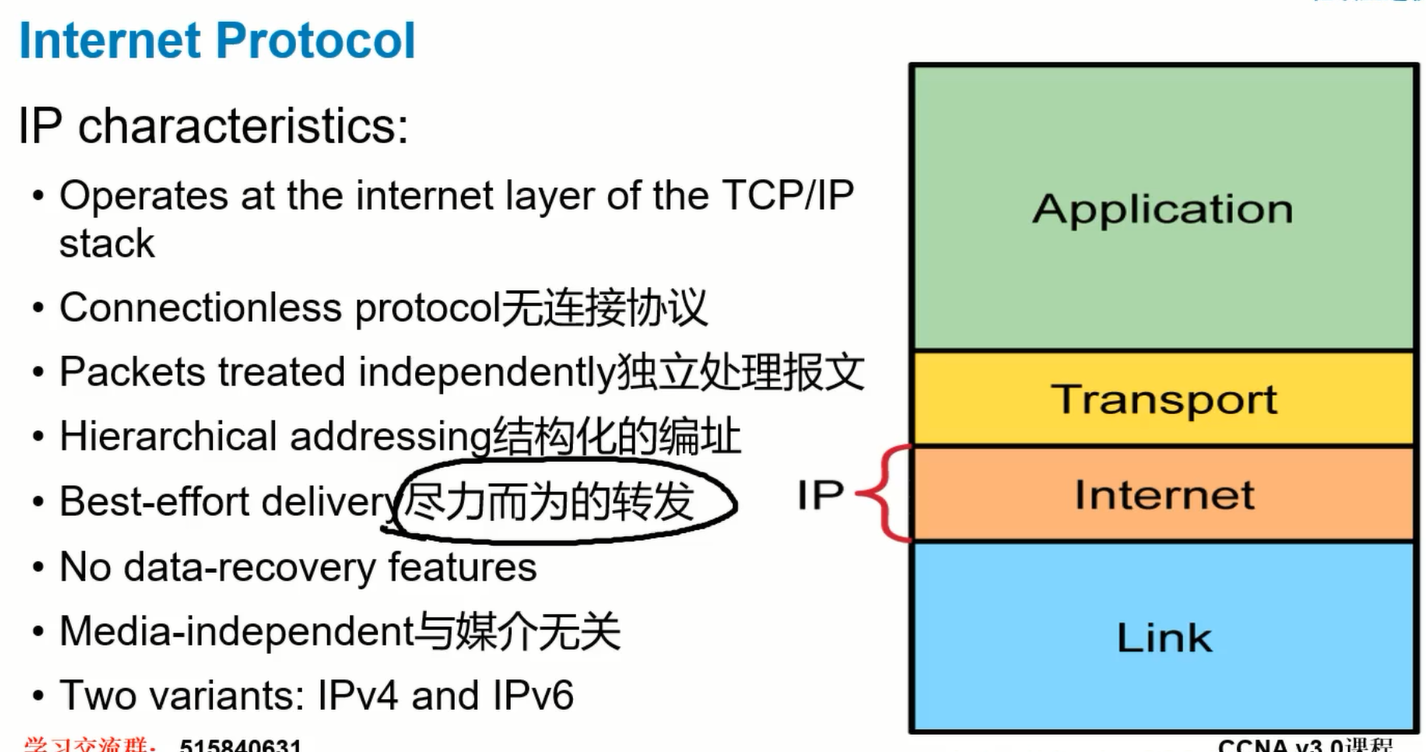 Internet Protocol
IP characteristics:
• Operates at the internet layer of the TCP/IP
stack
• Connectionless protocol无连接协议
• Packets treated independently独立处理报文
• Hierarchical addressing结构化的编址
• Best-effort delivery尽力而为的转发
• No data-recovery features
• Media-independent与媒介无关
• Two variants: IPv4 and IPv6
Application
Transport
IP
Internet
Link
学习交流群： 515840631
CCNA v3.0课程